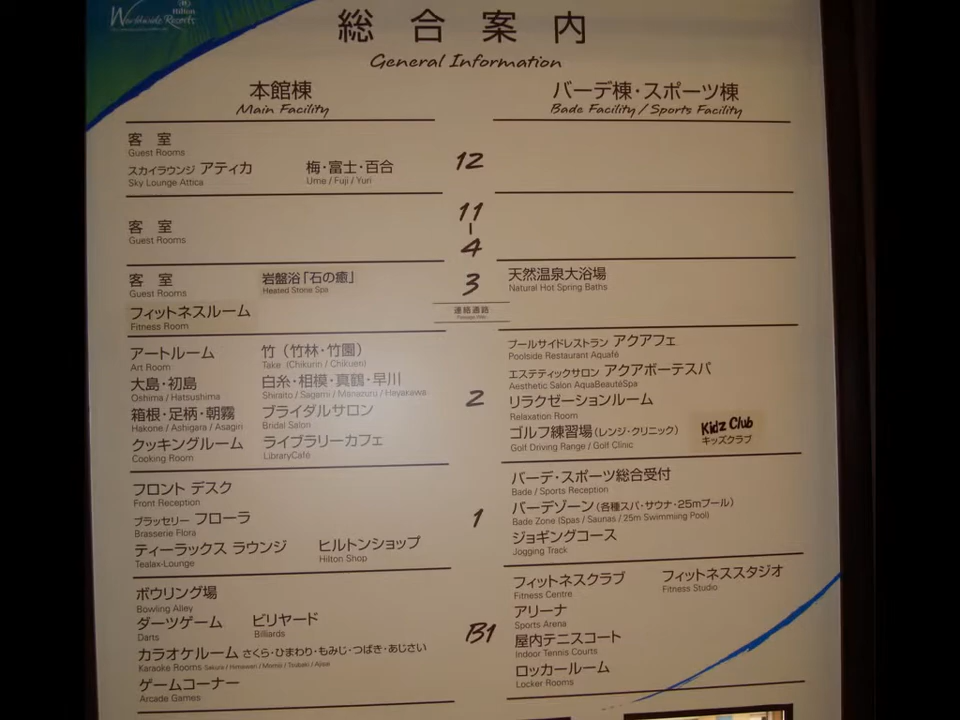 Hilton
Worldwide Resorts
総合案内
General Information
本館棟
Main Facility
バーデ棟・スポーツ棟
Bade Facility / Sports Facility
客室
Guest Rooms
スカイラウンジ アティカ
Sky Lounge Attica
梅・富士・百合
Ume / Fuji / Yuri
12
客室
Guest Rooms
11
4
客室
Guest Rooms
岩盤浴「石の癒」
Heated Stone Spa
フィットネスルーム
Fitness Room
3
連絡通路
天然温泉大浴場
Natural Hot Spring Baths
アートルーム
Art Room
竹（竹林・竹園）
Take (Chikurin / Chikuen)
大島・初島
Oshima / Hatsushima
白糸・相模・真鶴・早川
Shiraito / Sagami / Manazuru / Hayakawa
箱根・足柄・朝霧
Hakone / Ashigara / Asagiri
ブライダルサロン
Bridal Salon
クッキングルーム
Cooking Room
ライブラリーカフェ
LibraryCafé
2
プールサイドレストラン アクアフェ
Poolside Restaurant Aquafé
エステティックサロン アクアボーテスパ
Aesthetic Salon AquaBeautéSpa
リラクゼーションルーム
Relaxation Room
ゴルフ練習場（レンジ・クリニック）
Golf Driving Range / Golf Clinic
Kidz Club
キッズクラブ
フロント デスク
Front Reception
ブラッセリー フローラ
Brasserie Flora
ティーラックス ラウンジ
Tealax-Lounge
ヒルトンショップ
Hilton Shop
1
バーデ・スポーツ総合受付
Bade / Sports Reception
バーデゾーン（各種スパ・サウナ・25mプール）
Bade Zone (Spas / Saunas / 25m Swimming Pool)
ジョギングコース
Jogging Track
ボウリング場
Bowling Alley
ダーツゲーム
Darts
ビリヤード
Billiards
カラオケルーム さくら・ひまわり・もみじ・つばき・あじさい
Karaoke Rooms Sakura / Himawari / Momiji / Tsubaki / Ajisai
ゲームコーナー
Arcade Games
B1
フィットネスクラブ
Fitness Centre
フィットネススタジオ
Fitness Studio
アリーナ
Sports Arena
屋内テニスコート
Indoor Tennis Courts
ロッカールーム
Locker Rooms